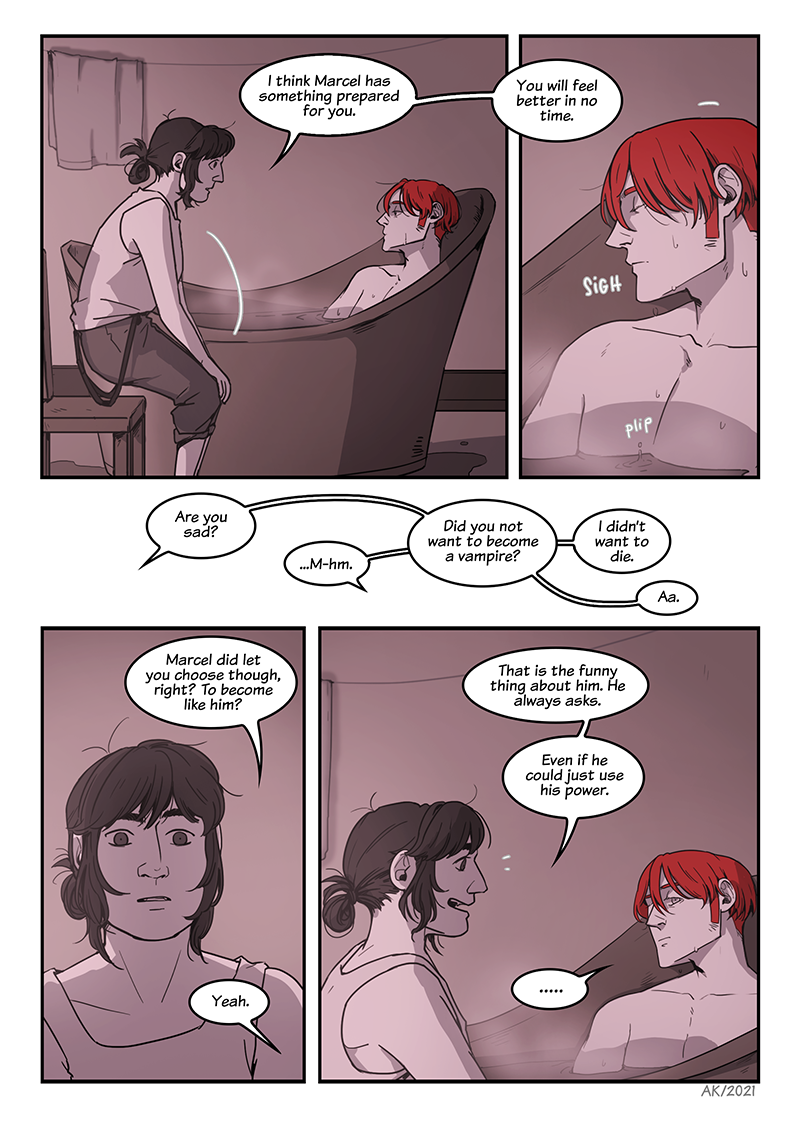 I think Marcel has
something prepared
for you.
You will feel
better in no
time.
SIGH
plip
Are you
sad?
...M-hm.
Did you not
want to become
a vampire?
I didn't
want to
die.
Aa.
Marcel did let
you choose though,
right? To become
like him?
Yeah.
That is the funny
thing about him. He
always asks.
Even if he
could just use
his power.
.....
AK/2021